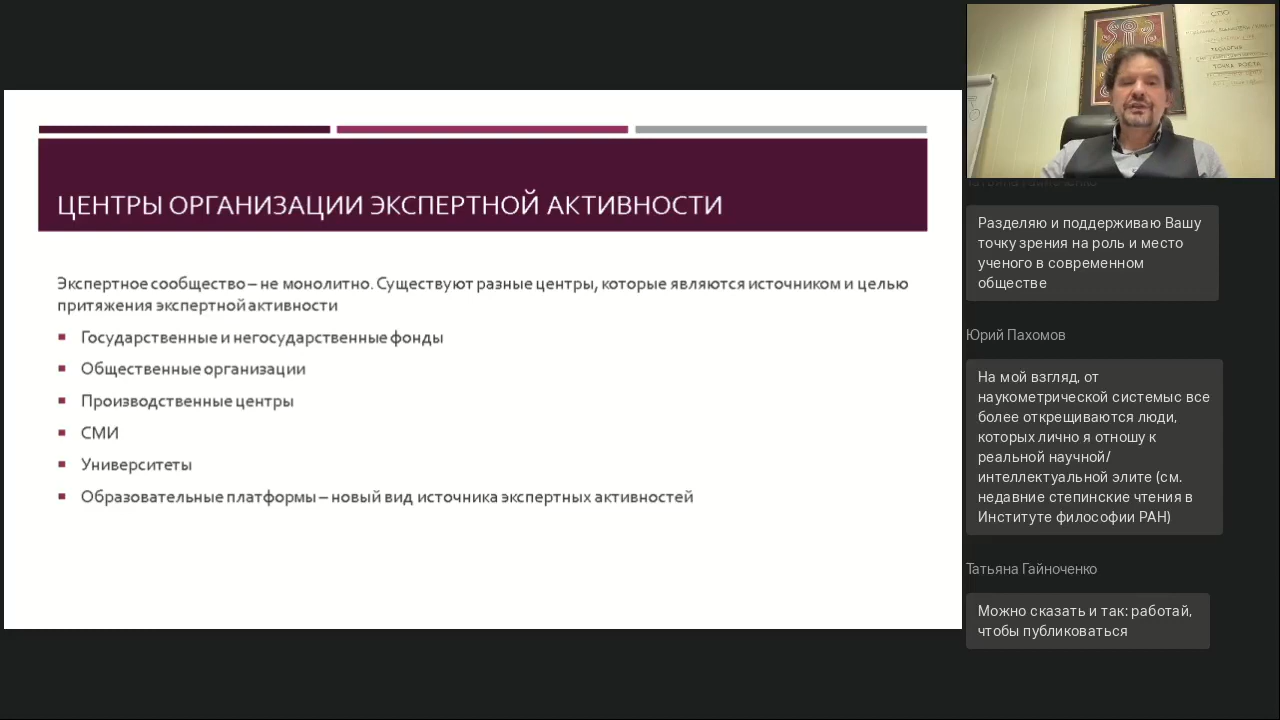 ЦЕНТРЫ ОРГАНИЗАЦИИ ЭКСПЕРТНОЙ АКТИВНОСТИ
Экспертное сообщество – не монолитно. Существуют разные центры, которые являются источником и целью
притяжения экспертной активности
Государственные и негосударственные фонды
Общественные организации
Производственные центры
СМИ
Университеты
Образовательные платформы – новый вид источника экспертных активностей
Разделяю и поддерживаю Вашу
точку зрения на роль и место
ученого в современном
обществе
Юрий Пахомов
На мой взгляд, от
наукометрической системыс все
более открещиваются люди,
которых лично я отношу к
реальной научной/
интеллектуальной элите (см.
недавние степинские чтения в
Институте философии РАН)
Татьяна Гайноченко
Можно сказать и так: работай,
чтобы публиковаться